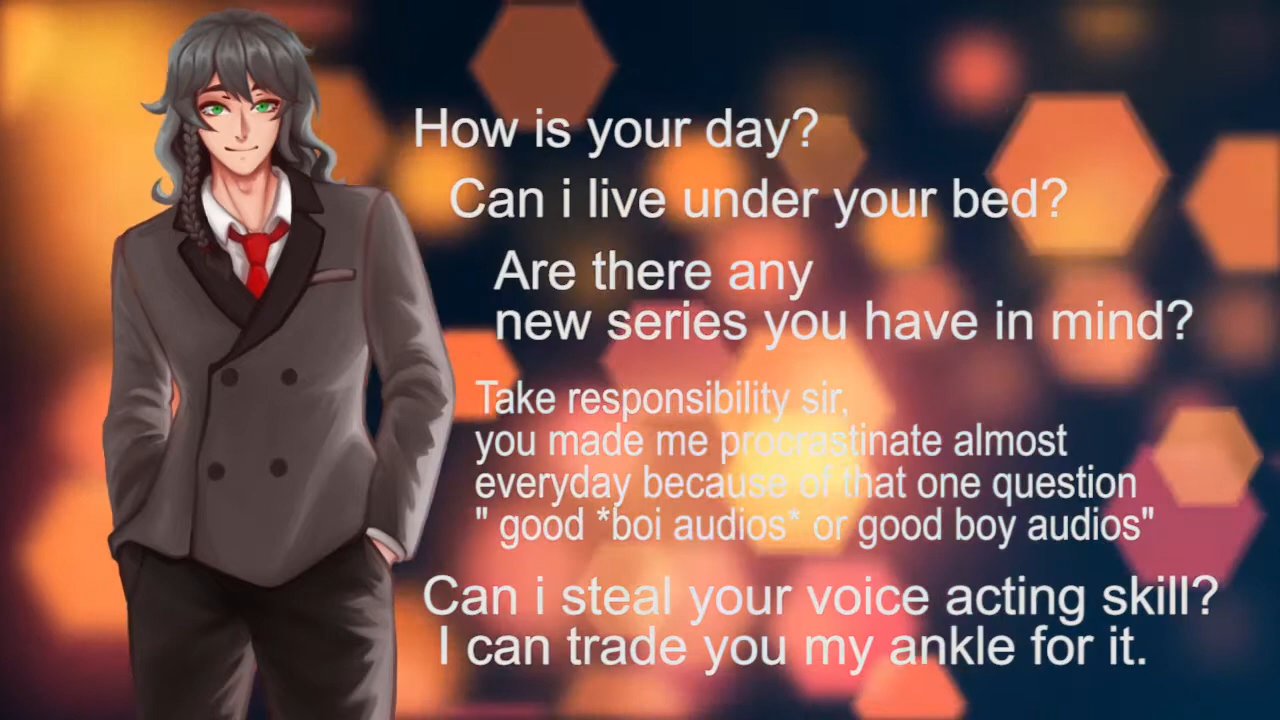 How is your day?
Can i live under your bed?
Are there any
new series you have in mind?
Take responsibility sir,
you made me procrastinate almost
everyday because of that one question
" good *boi audios* or good boy audios"
Can i steal your voice acting skill?
I can trade you my ankle for it.